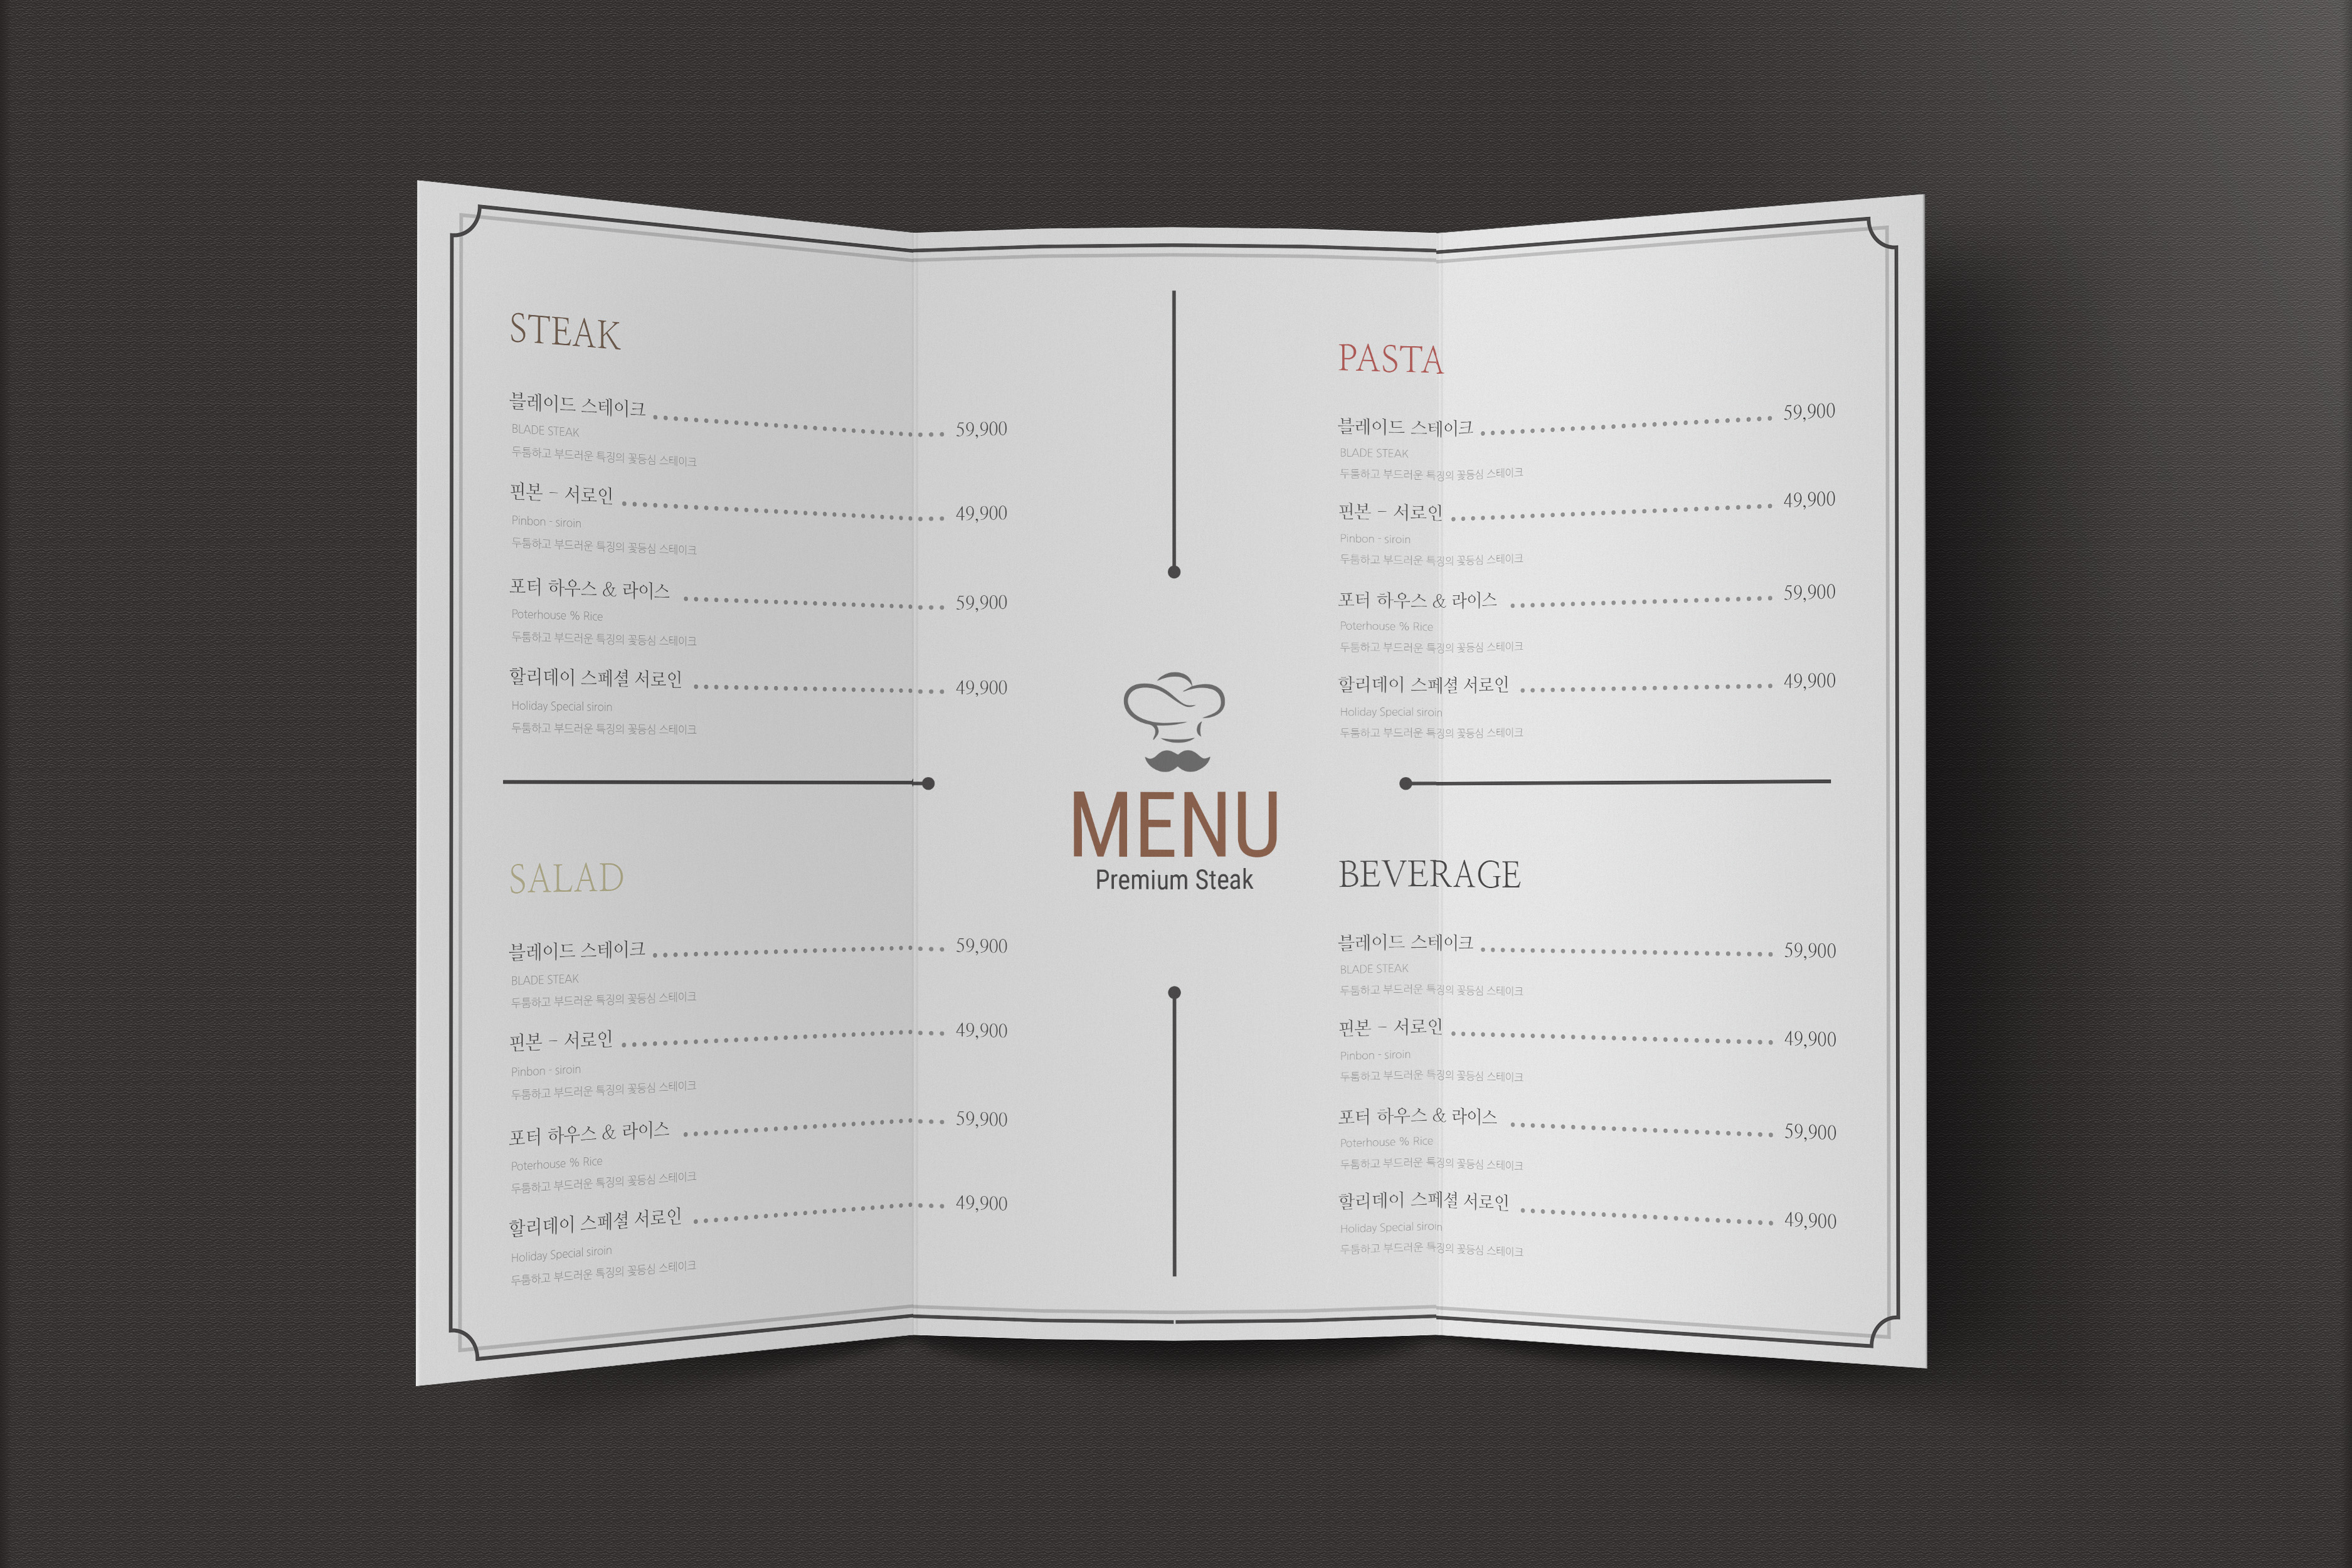 STEAK
블레이드 스테이크 59,900
BLADE STEAK
두툼하고 부드러운 특징의 꽃등심 스테이크
핀본 - 서로인 49,900
Pinbon - siroin
두툼하고 부드러운 특징의 꽃등심 스테이크
포터 하우스 & 라이스 59,900
Poterhouse % Rice
두툼하고 부드러운 특징의 꽃등심 스테이크
할리데이 스페셜 서로인 49,900
Holiday Special siroin
두툼하고 부드러운 특징의 꽃등심 스테이크
SALAD
블레이드 스테이크 59,900
BLADE STEAK
두툼하고 부드러운 특징의 꽃등심 스테이크
핀본 - 서로인 49,900
Pinbon - siroin
두툼하고 부드러운 특징의 꽃등심 스테이크
포터 하우스 & 라이스 59,900
Poterhouse % Rice
두툼하고 부드러운 특징의 꽃등심 스테이크
할리데이 스페셜 서로인 49,900
Holiday Special siroin
두툼하고 부드러운 특징의 꽃등심 스테이크
MENU
Premium Steak
PASTA
블레이드 스테이크 59,900
BLADE STEAK
두툼하고 부드러운 특징의 꽃등심 스테이크
핀본 - 서로인 49,900
Pinbon - siroin
두툼하고 부드러운 특징의 꽃등심 스테이크
포터 하우스 & 라이스 59,900
Poterhouse % Rice
두툼하고 부드러운 특징의 꽃등심 스테이크
할리데이 스페셜 서로인 49,900
Holiday Special siroin
두툼하고 부드러운 특징의 꽃등심 스테이크
BEVERAGE
블레이드 스테이크 59,900
BLADE STEAK
두툼하고 부드러운 특징의 꽃등심 스테이크
핀본 - 서로인 49,900
Pinbon - siroin
두툼하고 부드러운 특징의 꽃등심 스테이크
포터 하우스 & 라이스 59,900
Poterhouse % Rice
두툼하고 부드러운 특징의 꽃등심 스테이크
할리데이 스페셜 서로인 49,900
Holiday Special siroin
두툼하고 부드러운 특징의 꽃등심 스테이크